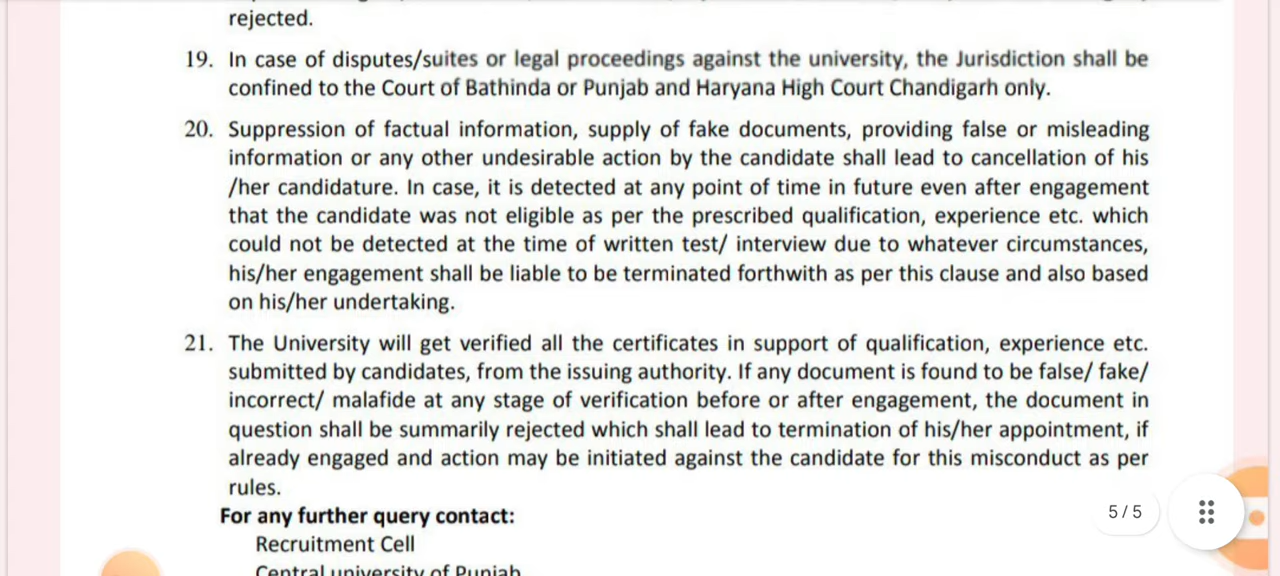 rejected.
19. In case of disputes/suites or legal proceedings against the university, the Jurisdiction shall be
confined to the Court of Bathinda or Punjab and Haryana High Court Chandigarh only.
20. Suppression of factual information, supply of fake documents, providing false or misleading
information or any other undesirable action by the candidate shall lead to cancellation of his
/her candidature. In case, it is detected at any point of time in future even after engagement
that the candidate was not eligible as per the prescribed qualification, experience etc. which
could not be detected at the time of written test/ interview due to whatever circumstances,
his/her engagement shall be liable to be terminated forthwith as per this clause and also based
on his/her undertaking.
21. The University will get verified all the certificates in support of qualification, experience etc.
submitted by candidates, from the issuing authority. If any document is found to be false/ fake/
incorrect/ malafide at any stage of verification before or after engagement, the document in
question shall be summarily rejected which shall lead to termination of his/her appointment, if
already engaged and action may be initiated against the candidate for this misconduct as per
rules.
For any further query contact:
5 / 5
Recruitment Cell
Central university of Punjab